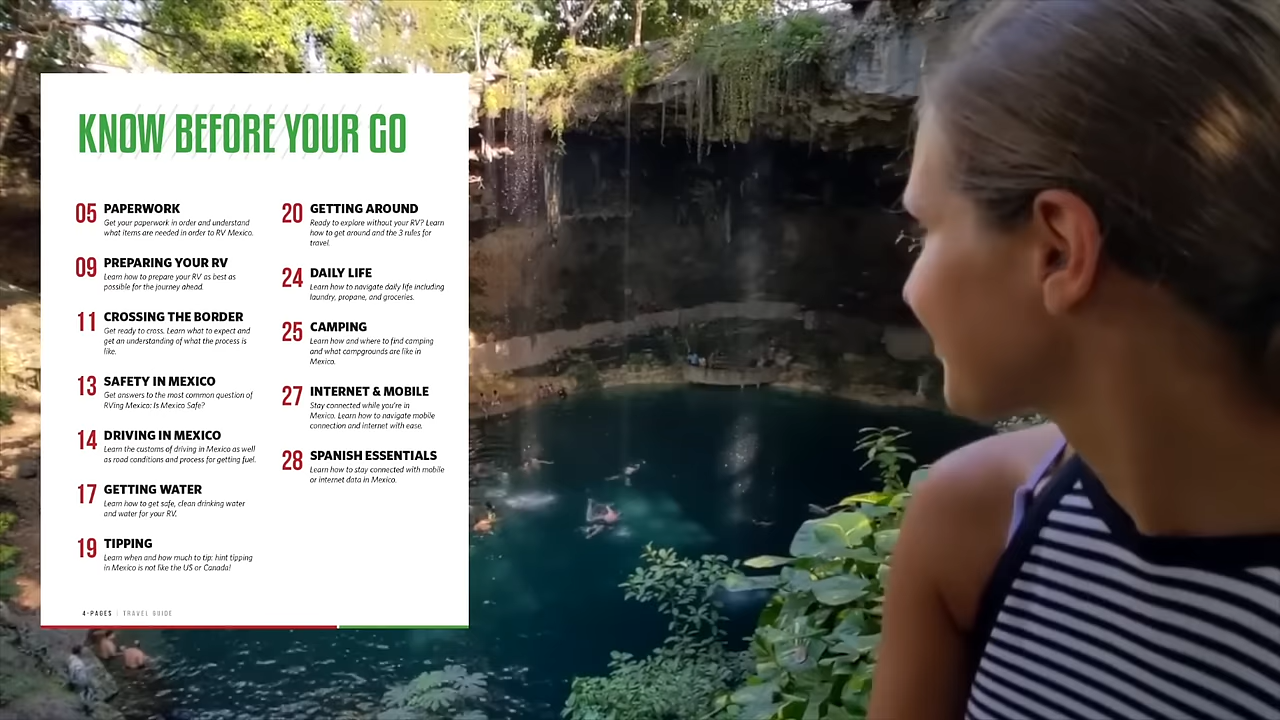 KNOW BEFORE YOUR GO
05 PAPERWORK
Get your paperwork in order and understand
what items are needed in order to RV Mexico.
09 PREPARING YOUR RV
Learn how to prepare your RV as best as
possible for the journey ahead.
11 CROSSING THE BORDER
Get ready to cross. Learn what to expect and
get an understanding of what the process is
like.
13 SAFETY IN MEXICO
Get answers to the most common question of
RVing Mexico: Is Mexico Safe?
14 DRIVING IN MEXICO
Learn the customs of driving in Mexico as well
as road conditions and process for getting fuel.
17 GETTING WATER
Learn how to get safe, clean drinking water
and water for your RV.
19 TIPPING
Learn when and how much to tip: hint tipping
in Mexico is not like the US or Canada!
20 GETTING AROUND
Ready to explore without your RV? Learn
how to get around and the 3 rules for
travel.
24 DAILY LIFE
Learn how to navigate daily life including
laundry, propane, and groceries.
25 CAMPING
Learn how and where to find camping
and what campgrounds are like in
Mexico.
27 INTERNET & MOBILE
Stay connected while you're in
Mexico. Learn how to navigate mobile
connection and internet with ease.
28 SPANISH ESSENTIALS
Learn how to stay connected with mobile
or internet data in Mexico.
4-PAGES | TRAVEL GUIDE